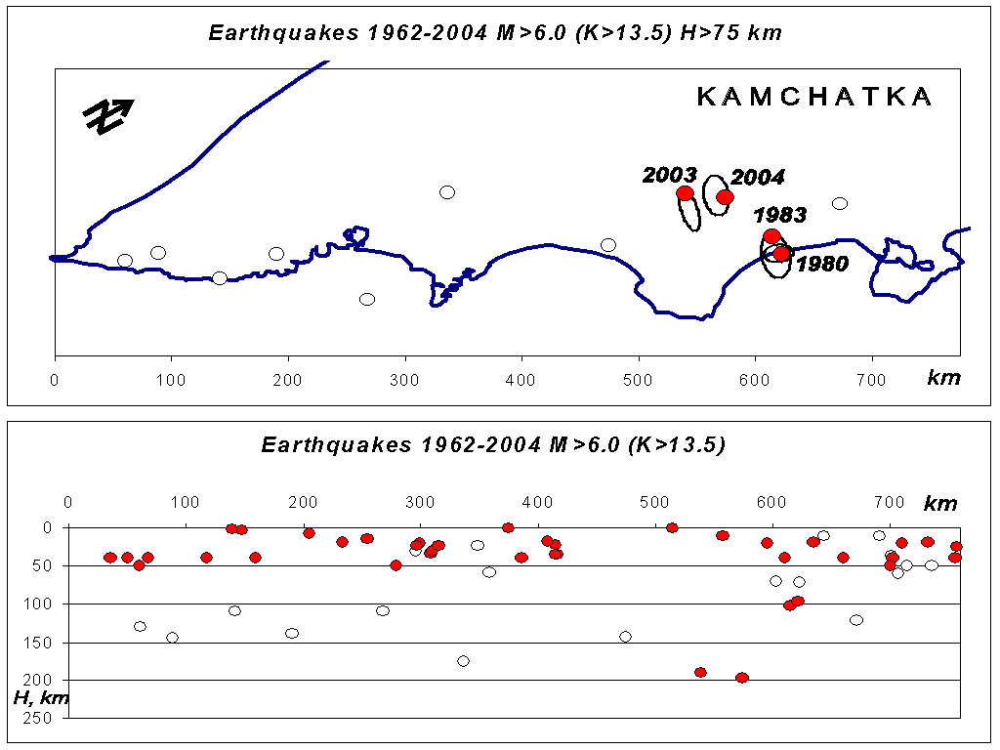 Earthquakes 1962-2004 M>6.0 (K>13.5) H>75 km
N
KAMCHATKA
2003
2004
1983
1980
0 100 200 300 400 500 600 700 km
Earthquakes 1962-2004 M>6.0 (K>13.5)
0 100 200 300 400 500 600 700 km
0
50
100
150
200
H, km
250